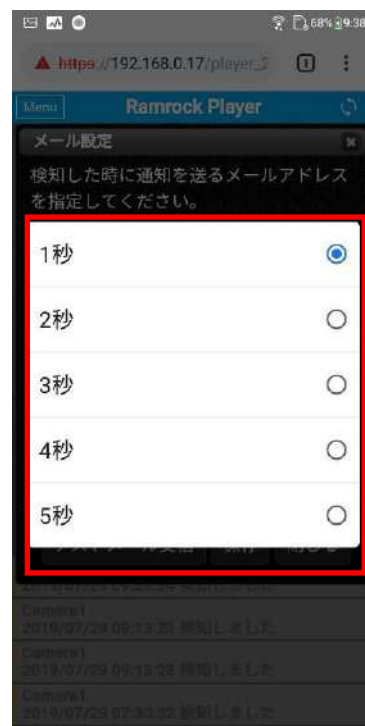 68% 9:38
https://192.168.0.17/player_2
1
Menu Ramrock Player
メール設定
検知した時に通知を送るメールアドレス
を指定してください。
1秒
2秒
3秒
4秒
5秒
Camera1
2019/07/29 09:13:28 検知しました
Camera1
2019/07/29 09:13:23 検知しました
Camera1
2019/07/29 07:30:32 検知しました